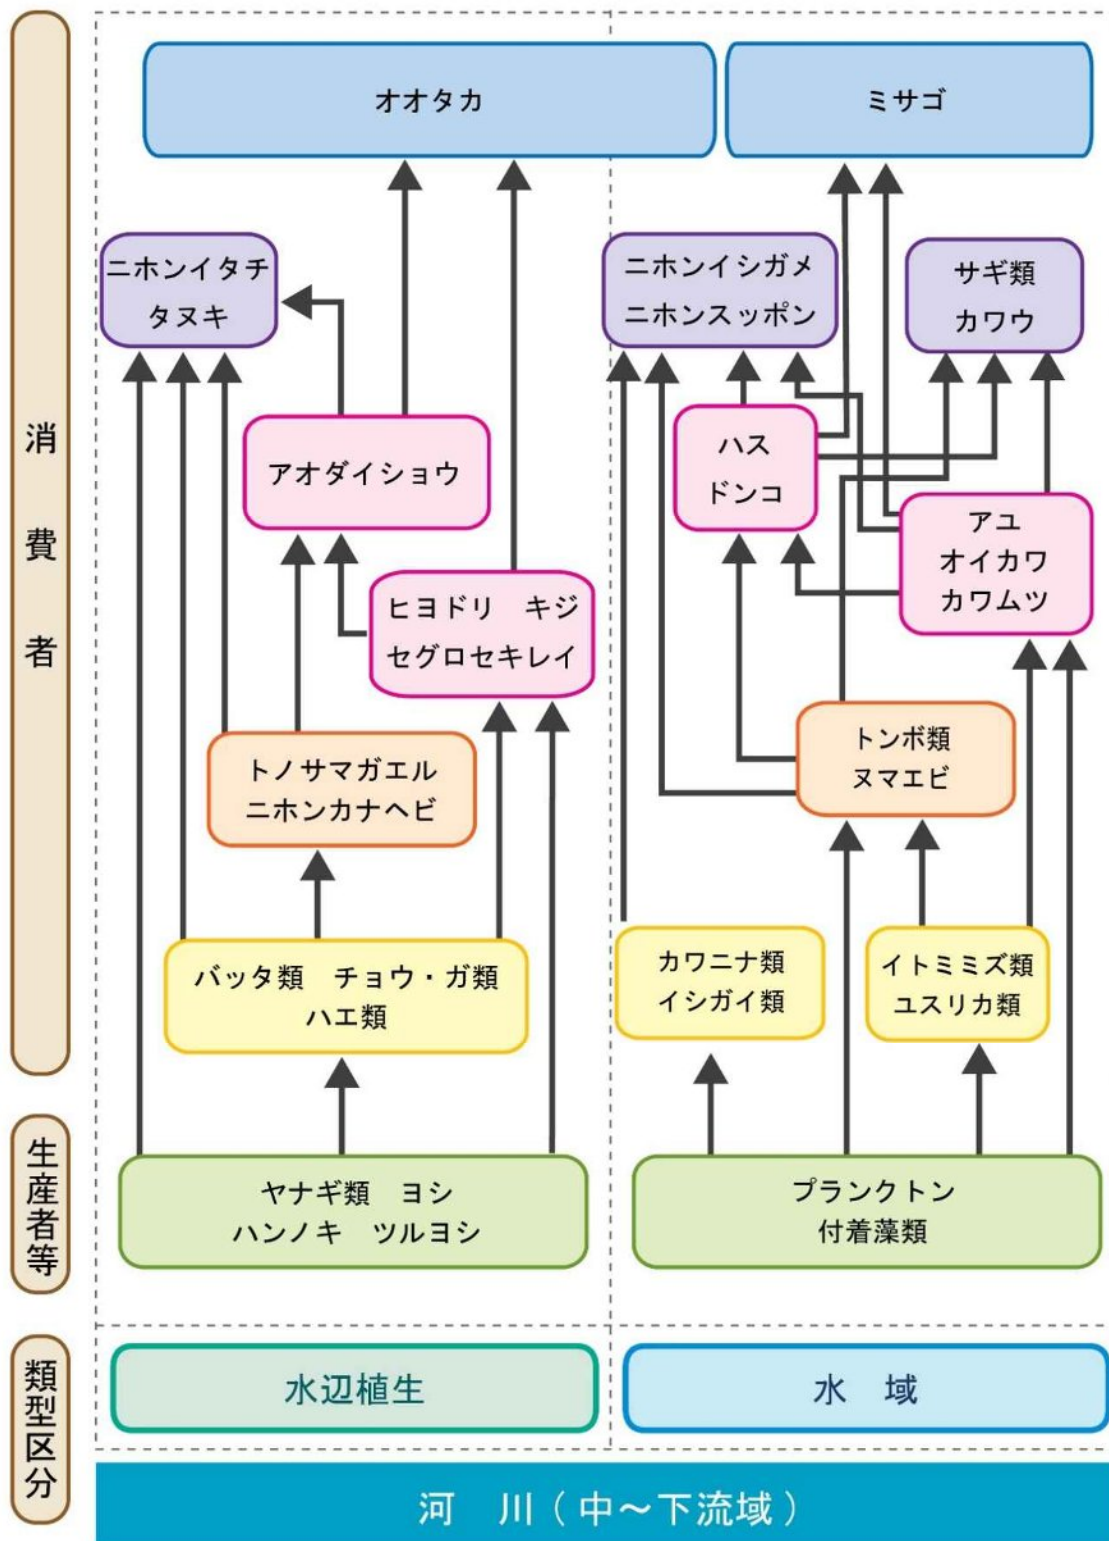 消費者
オオタカ
ミサゴ
ニホンイタチ
タヌキ
ニホンイシガメ
ニホンスッポン
サギ類
カワウ
アオダイショウ
ハス
ドンコ
アユ
オイカワ
カワムツ
ヒヨドリ　キジ
セグロセキレイ
トノサマガエル
ニホンカナヘビ
トンボ類
ヌマエビ
バッタ類　チョウ・ガ類
ハエ類
カワニナ類
イシガイ類
イトミミズ類
ユスリカ類
生産者等
ヤナギ類　ヨシ
ハンノキ　ツルヨシ
プランクトン
付着藻類
類型区分
水辺植生
水　域
河　川（中～下流域）